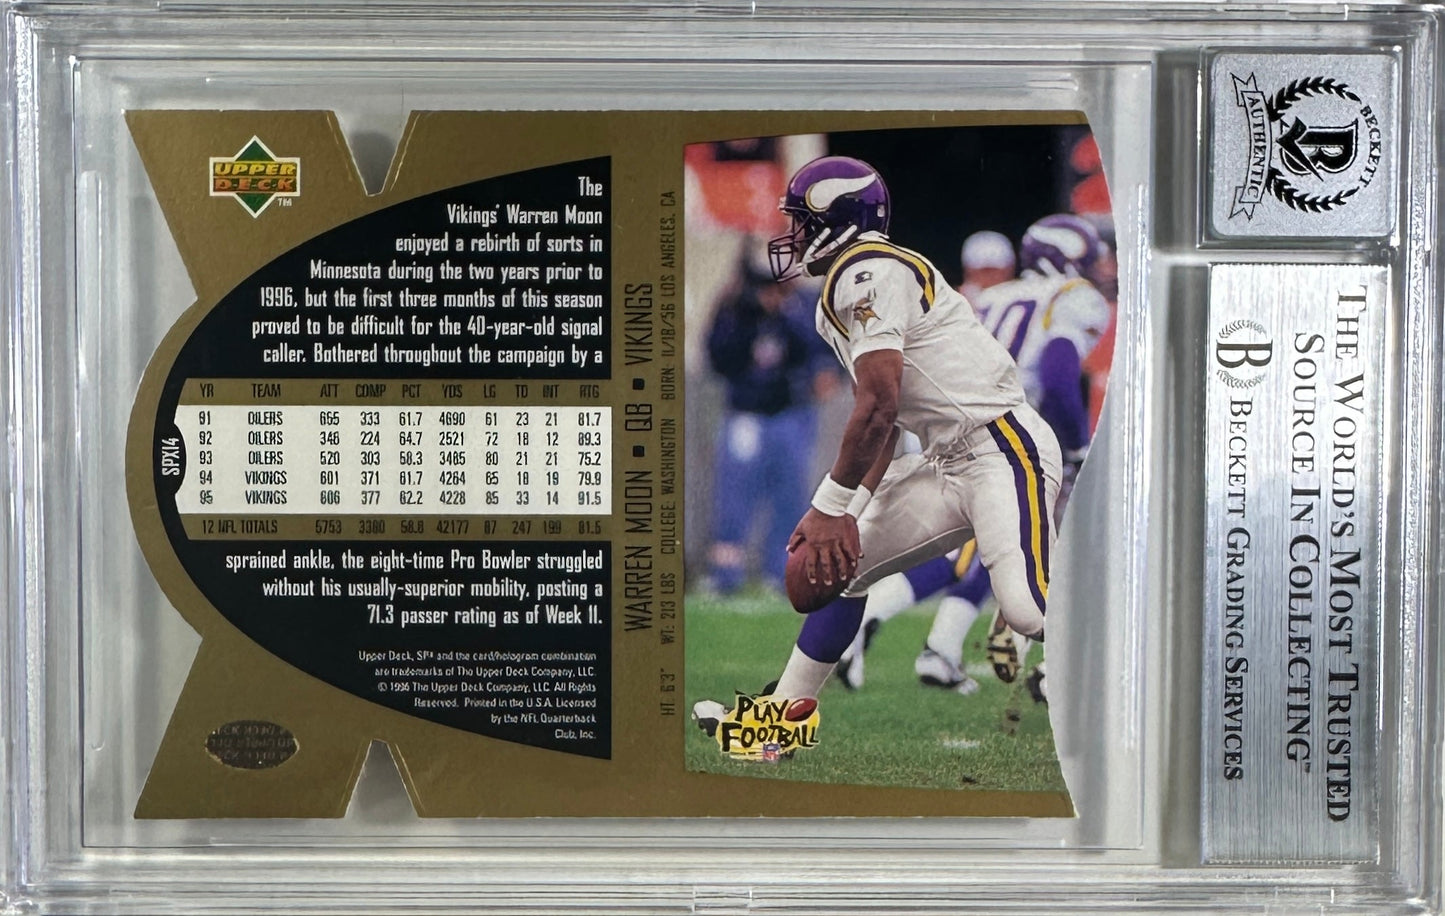 UPPER
DECK
TM
The
Vikings' Warren Moon
enjoyed a rebirth of sorts in
Minnesota during the two years prior to
1996, but the first three months of this season
proved to be difficult for the 40-year-old signal
caller. Bothered throughout the campaign by a
YR TEAM ATT COMP PCT YDS LG TD INT RTG
91 OILERS 655 333 61.7 4690 61 23 21 81.7
92 OILERS 346 224 64.7 2521 72 18 12 89.3
93 OILERS 520 303 58.3 3485 80 21 21 75.2
94 VIKINGS 601 371 61.7 4264 65 18 19 79.9
95 VIKINGS 606 377 62.2 4228 85 33 14 91.5
12 NFL TOTALS 5753 3380 58.8 42177 87 247 199 81.5
SPX14
sprained ankle, the eight-time Pro Bowler struggled
without his usually-superior mobility, posting a
71.3 passer rating as of Week 11.
Upper Deck, SP® and the card/hologram combination
are trademarks of The Upper Deck Company, LLC.
© 1996 The Upper Deck Company, LLC. All Rights
Reserved. Printed in the U.S.A. Licensed
by the NFL Quarterback
Club, Inc.
WARREN MOON ■ QB ■ VIKINGS
HT: 6'3" WT: 213 LBS COLLEGE: WASHINGTON BORN: 11/18/56 LOS ANGELES, CA
PLAY
FOOTBALL
BECKETT
AUTHENTIC
THE WORLD'S MOST TRUSTED
SOURCE IN COLLECTING™
B BECKETT GRADING SERVICES